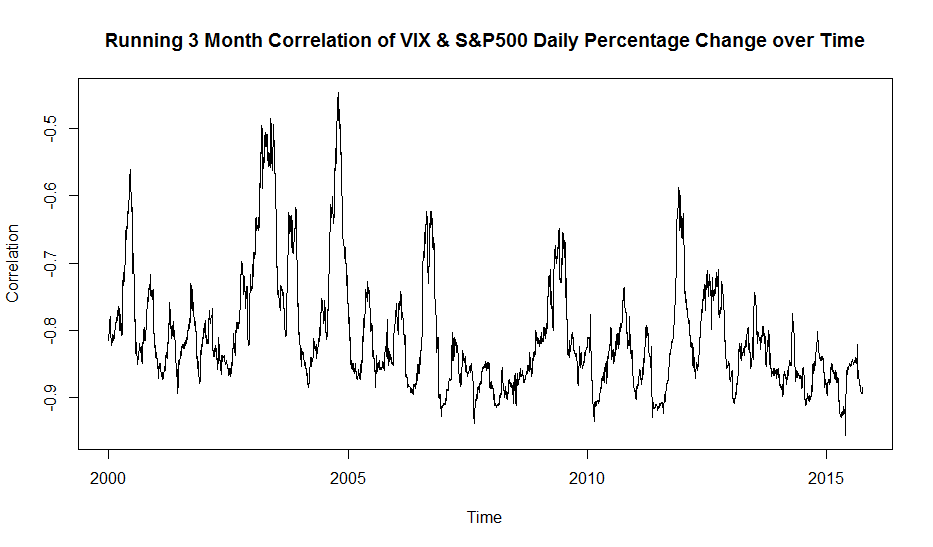 Running 3 Month Correlation of VIX & S&P500 Daily Percentage Change over Time
Correlation
-0.5
-0.6
-0.7
-0.8
-0.9
2000 2005 2010 2015
Time